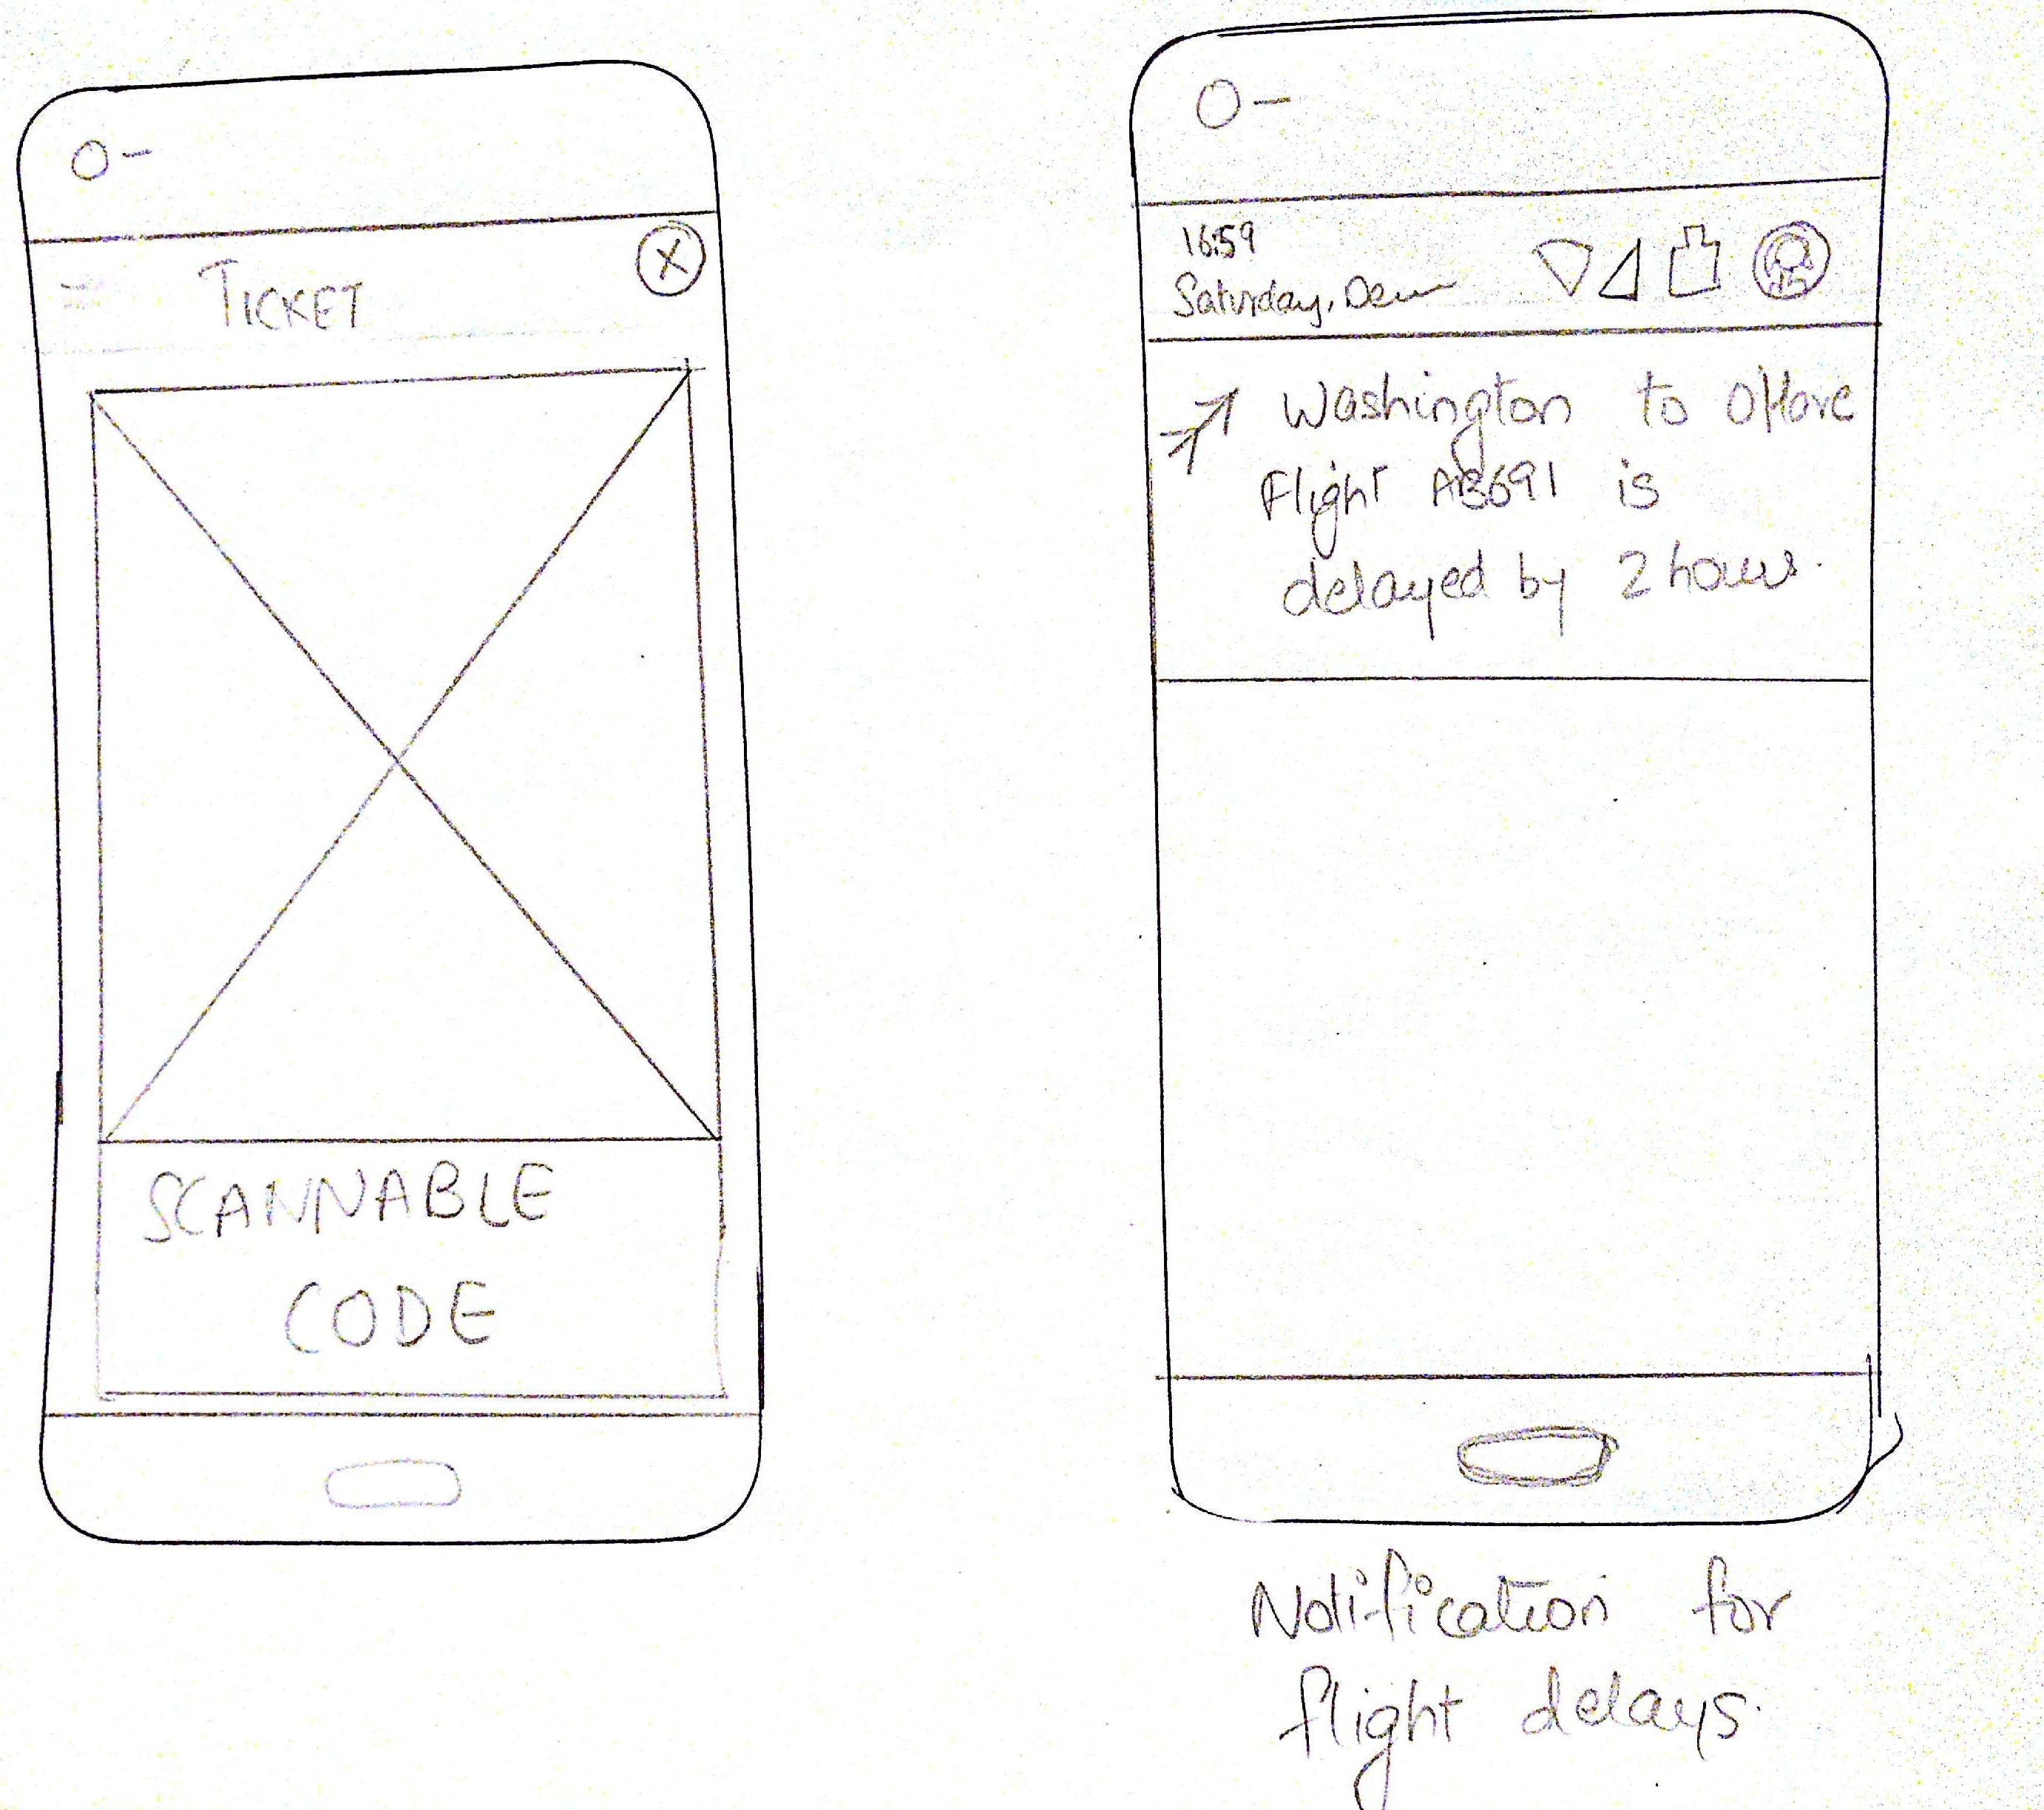 TICKET
X
SCANNABLE
CODE
16:59
Saturday,
Washington to O'Hare
Flight AB691 is
delayed by 2 hours.
Notification for
flight delays.